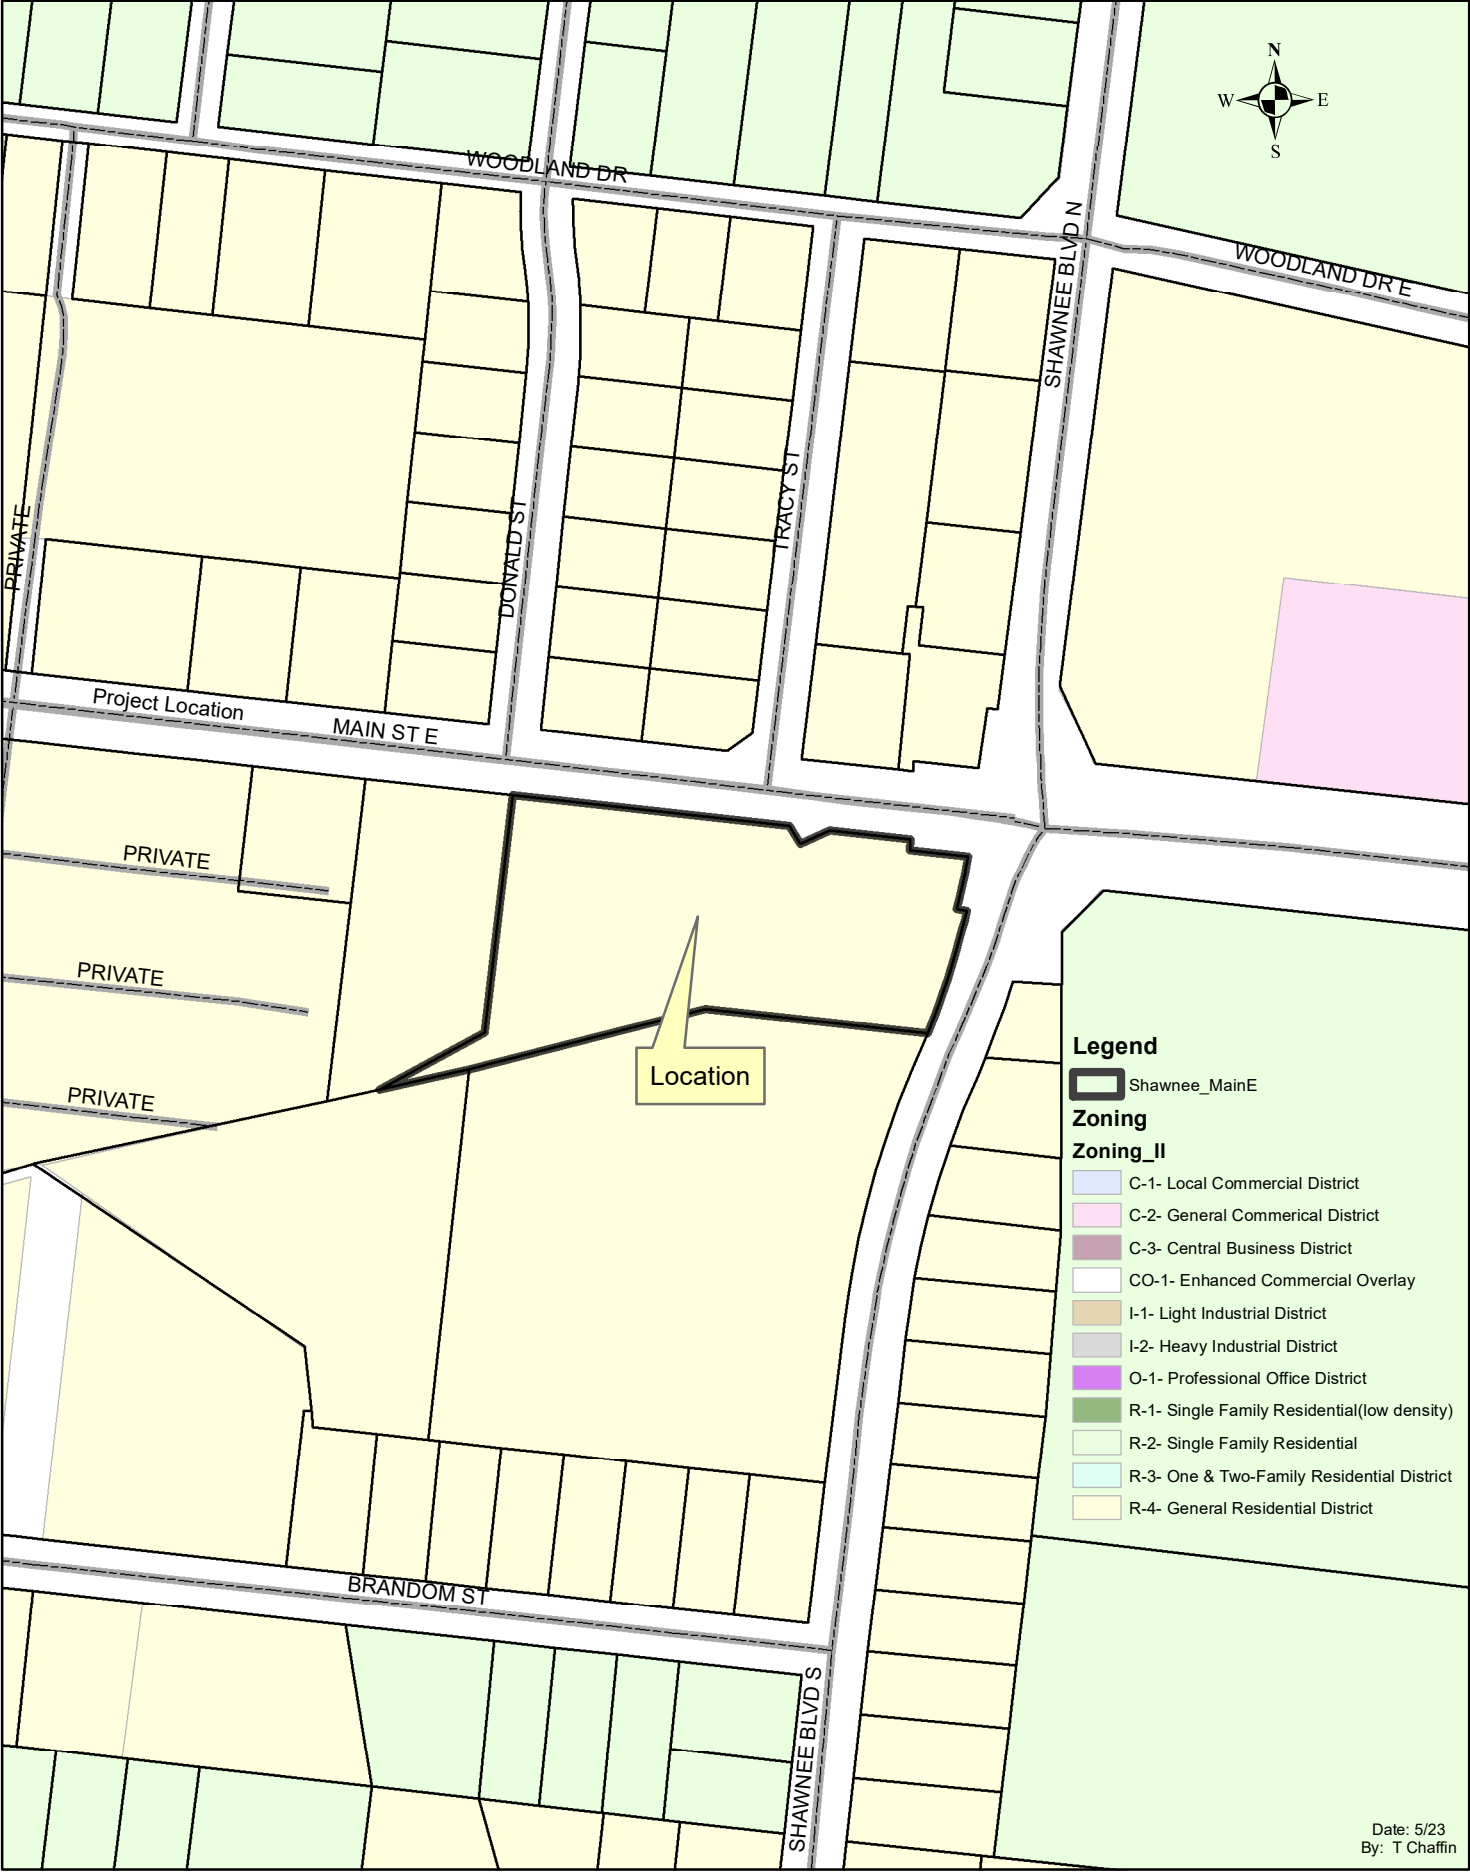 N
W E
S
WOODLAND DR
SHAWNEE BLVD N
WOODLAND DR E
TRACY ST
DONALD ST
PRIVATE
Project Location
MAIN ST E
PRIVATE
PRIVATE
PRIVATE
Location
Legend
Shawnee_MainE
Zoning
Zoning_II
C-1- Local Commercial District
C-2- General Commerical District
C-3- Central Business District
CO-1- Enhanced Commercial Overlay
I-1- Light Industrial District
I-2- Heavy Industrial District
O-1- Professional Office District
R-1- Single Family Residential(low density)
R-2- Single Family Residential
R-3- One & Two-Family Residential District
R-4- General Residential District
BRANDOM ST
SHAWNEE BLVD S
Date: 5/23
By: T Chaffin